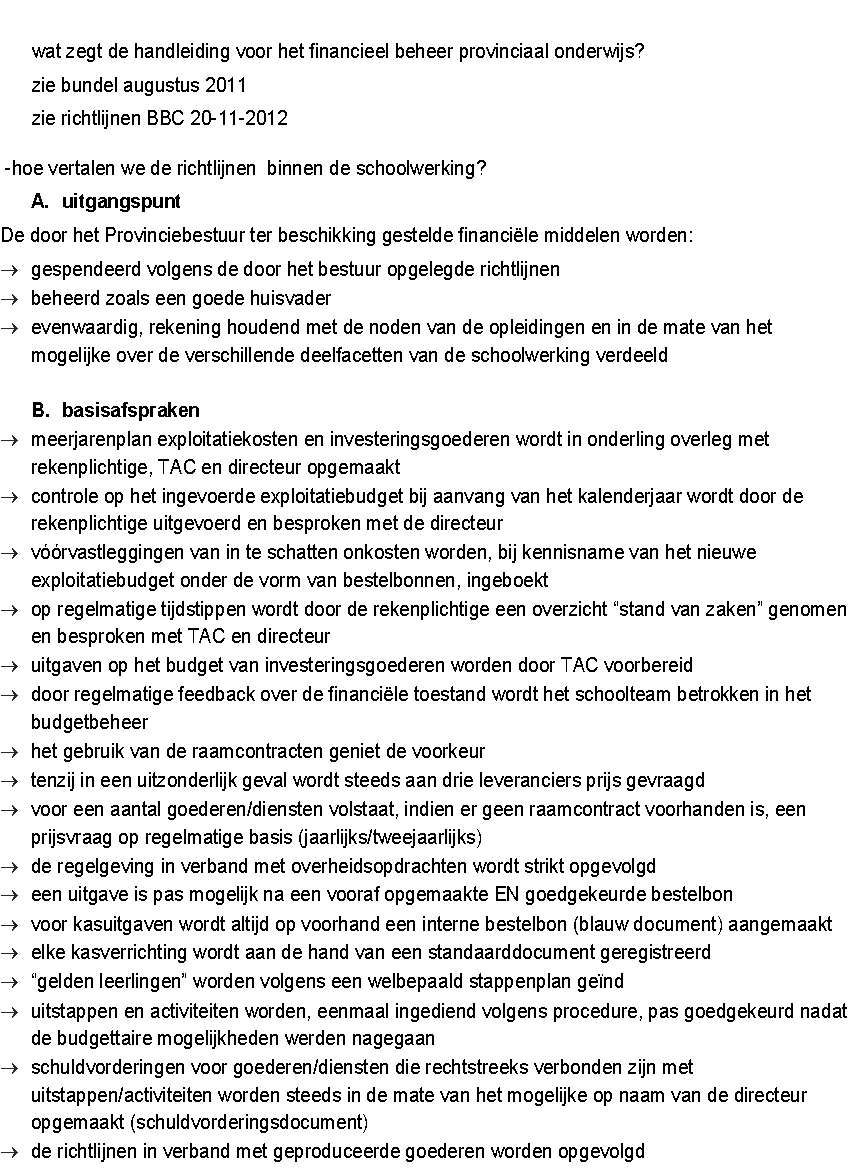 wat zegt de handleiding voor het financieel beheer provinciaal onderwijs?
zie bundel augustus 2011
zie richtlijnen BBC 20-11-2012
-hoe vertalen we de richtlijnen  binnen de schoolwerking?
A. uitgangspunt
De door het Provinciebestuur ter beschikking gestelde financiële middelen worden:
→ gespendeerd volgens de door het bestuur opgelegde richtlijnen
→ beheerd zoals een goede huisvader
→ evenwaardig, rekening houdend met de noden van de opleidingen en in de mate van het
mogelijke over de verschillende deelfacetten van de schoolwerking verdeeld
B. basisafspraken
→ meerjarenplan exploitatiekosten en investeringsgoederen wordt in onderling overleg met
rekenplichtige, TAC en directeur opgemaakt
→ controle op het ingevoerde exploitatiebudget bij aanvang van het kalenderjaar wordt door de
rekenplichtige uitgevoerd en besproken met de directeur
→ vóórvastleggingen van in te schatten onkosten worden, bij kennisname van het nieuwe
exploitatiebudget onder de vorm van bestelbonnen, ingeboekt
→ op regelmatige tijdstippen wordt door de rekenplichtige een overzicht “stand van zaken” genomen
en besproken met TAC en directeur
→ uitgaven op het budget van investeringsgoederen worden door TAC voorbereid
→ door regelmatige feedback over de financiële toestand wordt het schoolteam betrokken in het
budgetbeheer
→ het gebruik van de raamcontracten geniet de voorkeur
→ tenzij in een uitzonderlijk geval wordt steeds aan drie leveranciers prijs gevraagd
→ voor een aantal goederen/diensten volstaat, indien er geen raamcontract voorhanden is, een
prijsvraag op regelmatige basis (jaarlijks/tweejaarlijks)
→ de regelgeving in verband met overheidsopdrachten wordt strikt opgevolgd
→ een uitgave is pas mogelijk na een vooraf opgemaakte EN goedgekeurde bestelbon
→ voor kasuitgaven wordt altijd op voorhand een interne bestelbon (blauw document) aangemaakt
→ elke kasverrichting wordt aan de hand van een standaarddocument geregistreerd
→ “gelden leerlingen” worden volgens een welbepaald stappenplan geïnd
→ uitstappen en activiteiten worden, eenmaal ingediend volgens procedure, pas goedgekeurd nadat
de budgettaire mogelijkheden werden nagegaan
→ schuldvorderingen voor goederen/diensten die rechtstreeks verbonden zijn met
uitstappen/activiteiten worden steeds in de mate van het mogelijke op naam van de directeur
opgemaakt (schuldvorderingsdocument)
→ de richtlijnen in verband met geproduceerde goederen worden opgevolgd